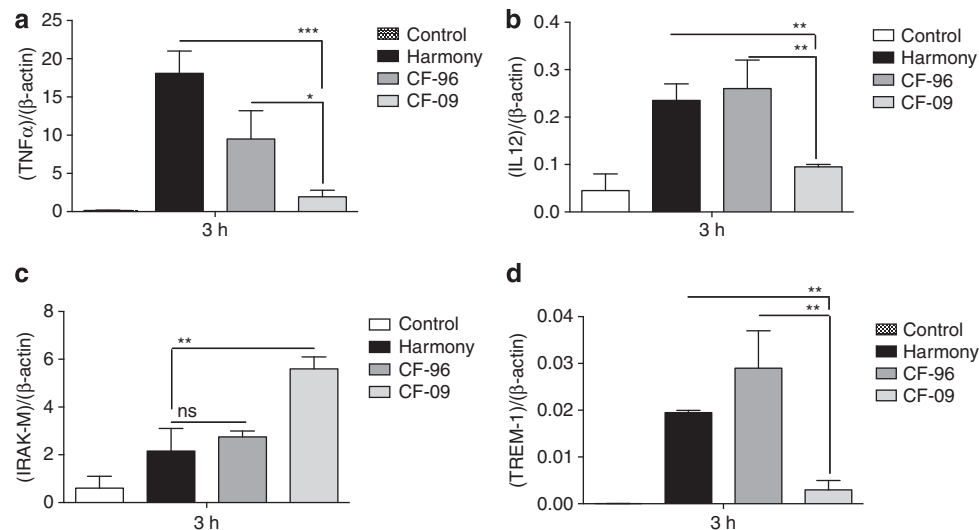 a
(TNFα)/(β-actin)
25
20
15
10
5
0
***
*
3 h
Control
Harmony
CF-96
CF-09
b
(IL12)/(β-actin)
0.4
0.3
0.2
0.1
0.0
**
**
3 h
Control
Harmony
CF-96
CF-09
c
(IRAK-M)/(β-actin)
8
6
4
2
0
**
ns
3 h
Control
Harmony
CF-96
CF-09
d
(TREM-1)/(β-actin)
0.04
0.03
0.02
0.01
0.00
**
**
3 h
Control
Harmony
CF-96
CF-09